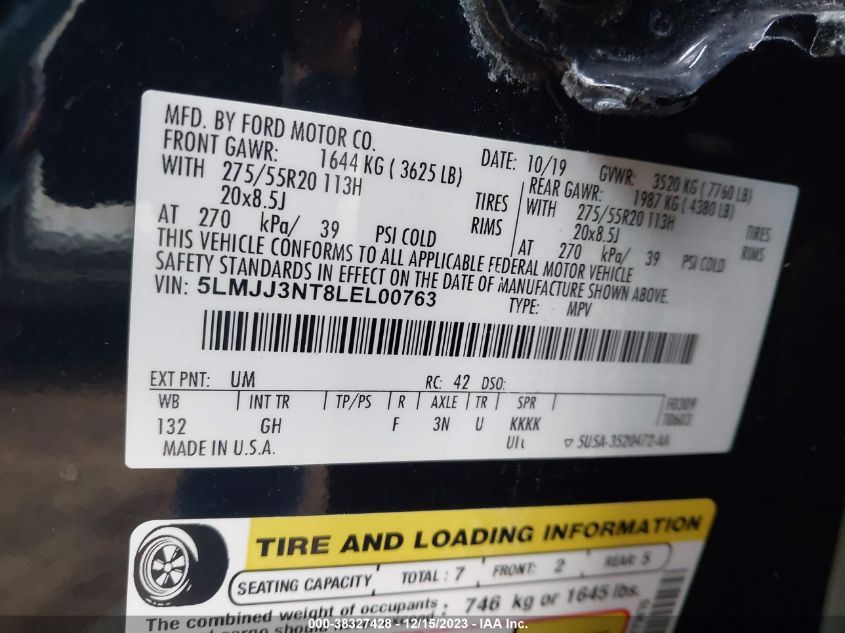 MFD. BY FORD MOTOR CO.
DATE: 10/19 GVWR: 3520 KG ( 7760 LB)
FRONT GAWR: 1644 KG ( 3625 LB)
REAR GAWR: 1987 KG ( 4380 LB)
WITH 275/55R20 113H TIRES
WITH 275/55R20 113H TIRES
20x8.5J RIMS
20x8.5J RIMS
AT 270 kPa/ 39 PSI COLD
AT 270 kPa/ 39 PSI COLD
THIS VEHICLE CONFORMS TO ALL APPLICABLE FEDERAL MOTOR VEHICLE
SAFETY STANDARDS IN EFFECT ON THE DATE OF MANUFACTURE SHOWN ABOVE.
VIN: 5LMJJ3NT8LEL00763
TYPE: MPV
EXT PNT: UM RC: 42 DSO:
WB INT TR TP/PS R AXLE TR SPR
132 GH F 3N U KKKK
F0309
T0603
MADE IN U.S.A.
5U5A-3520472-AA
TIRE AND LOADING INFORMATION
SEATING CAPACITY TOTAL : 7 FRONT: 2 REAR: 5
The combined weight of occupants : 746 kg or 1645 lbs.
000-38327428 - 12/15/2023 - IAA Inc.